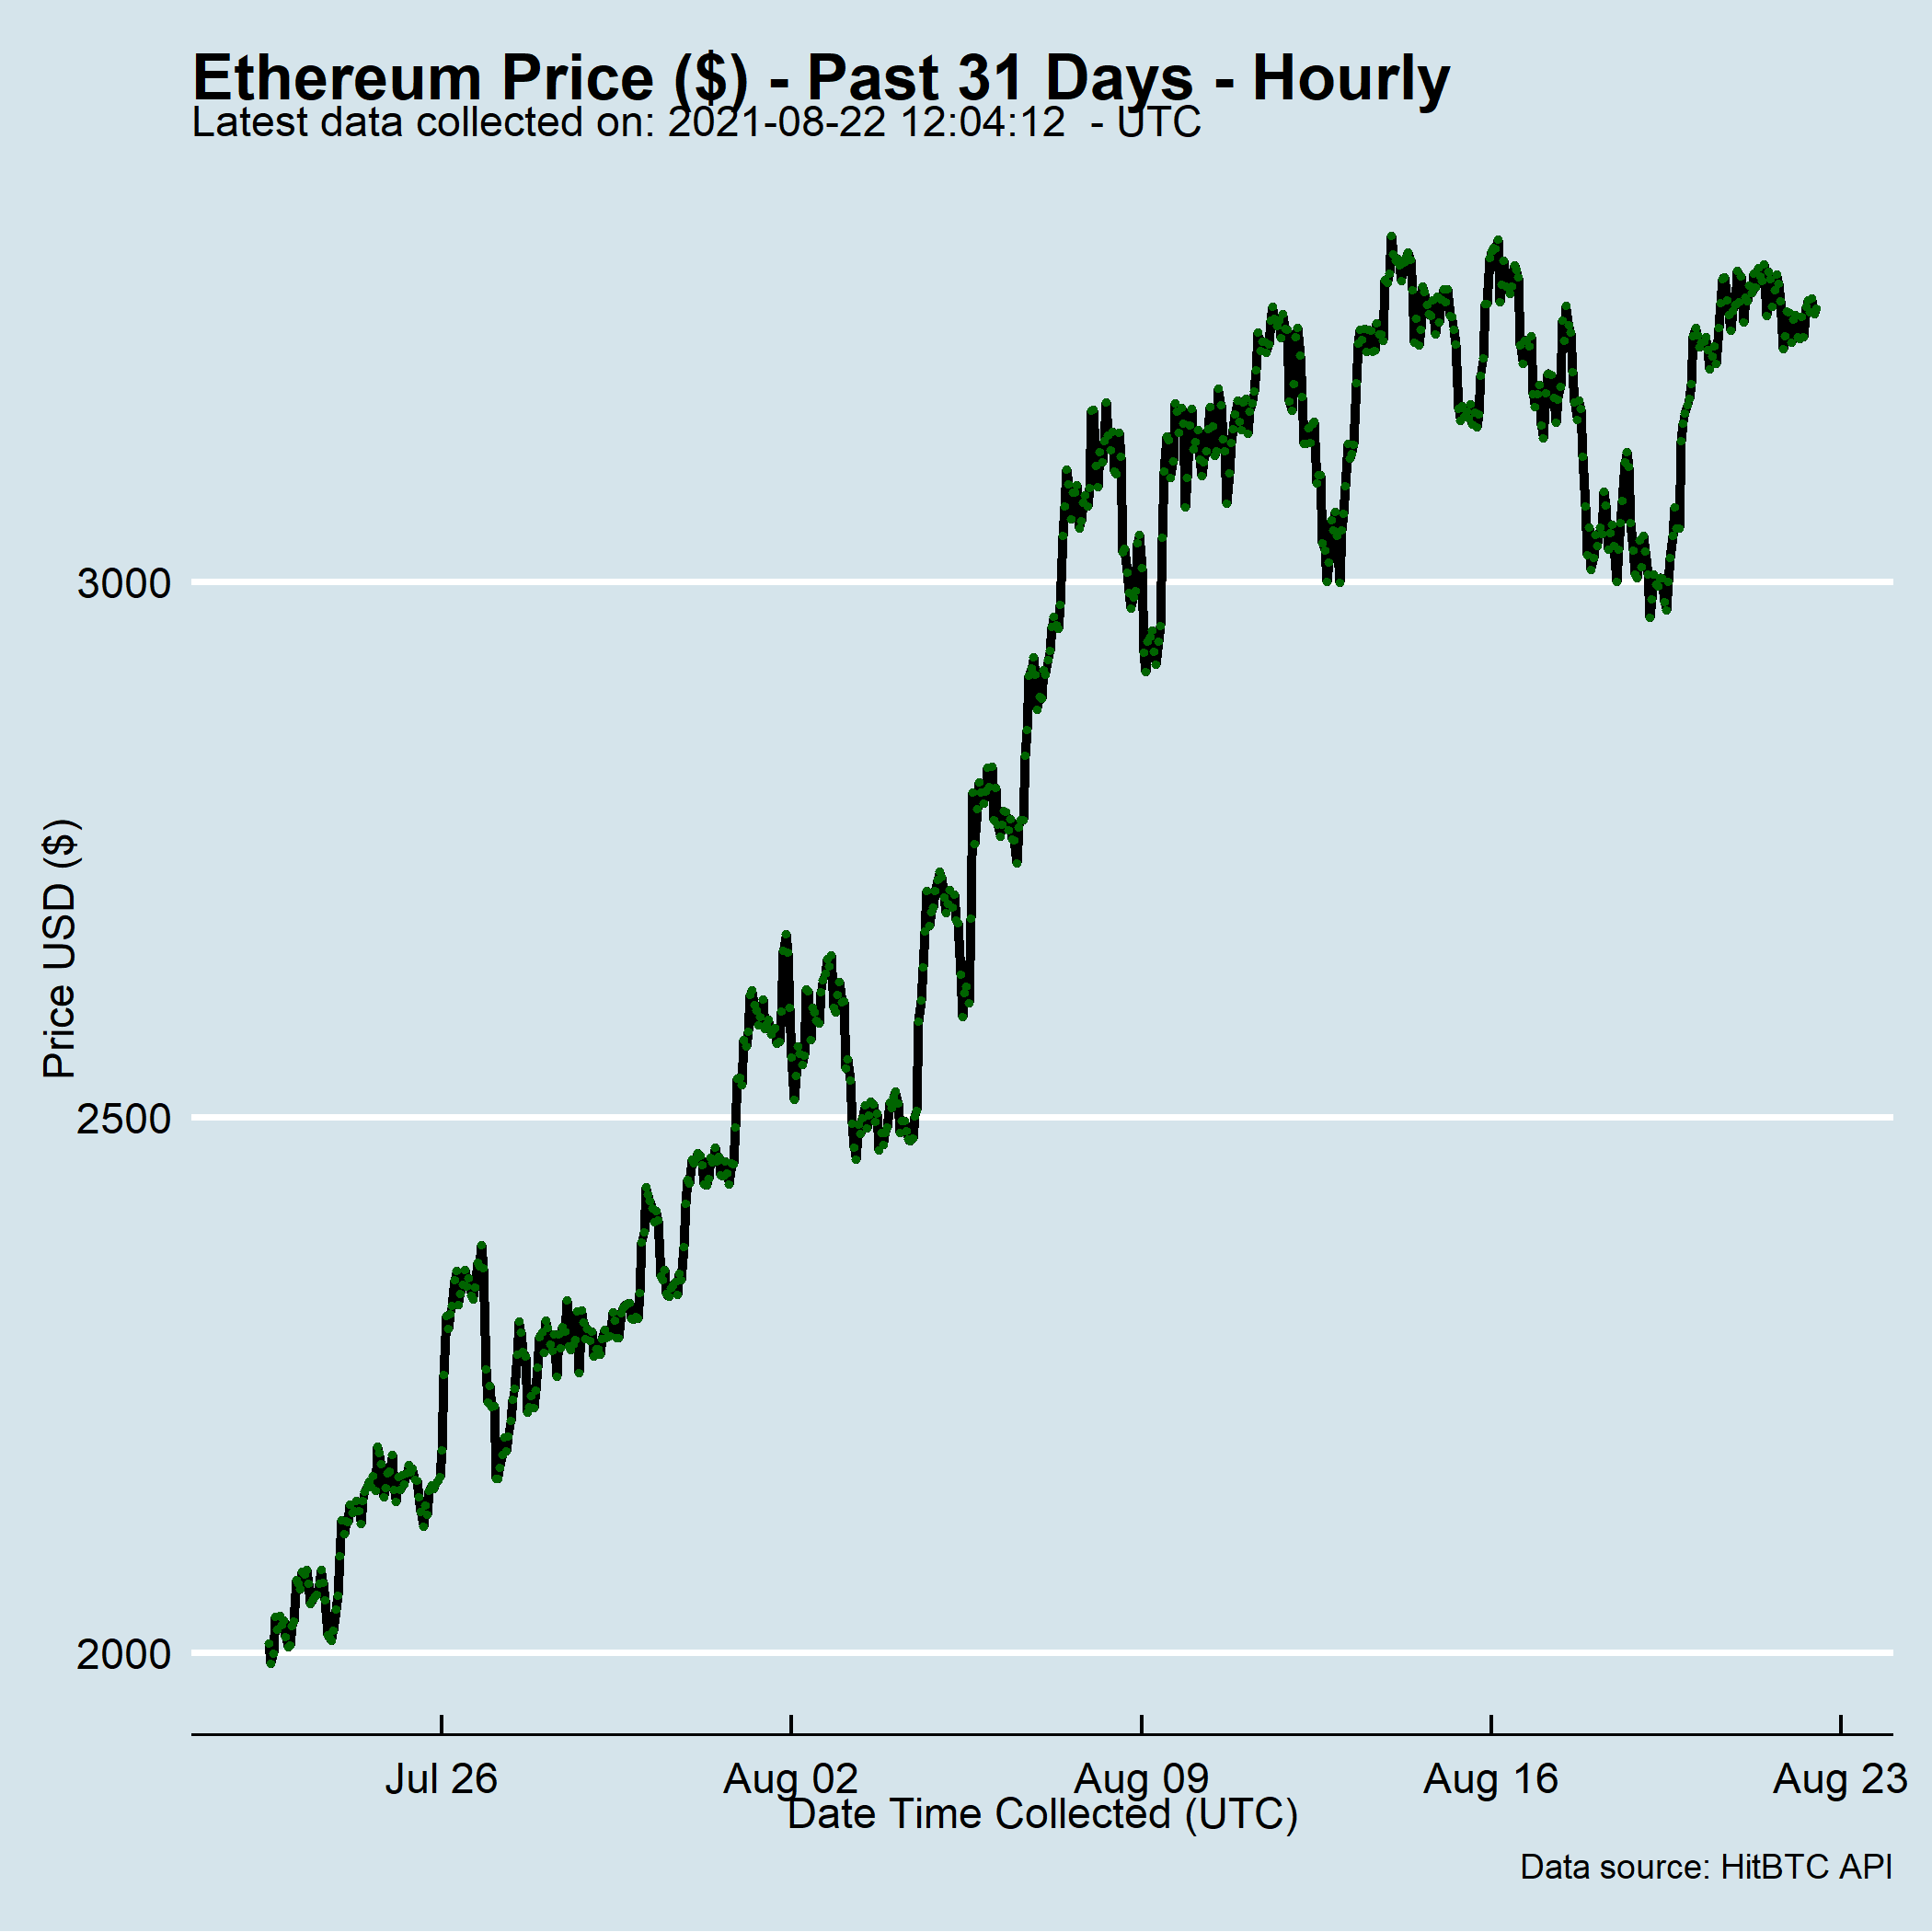 Ethereum Price ($) - Past 31 Days - Hourly
Latest data collected on: 2021-08-22 12:04:12  - UTC
3000
Price USD ($)
2500
2000
Jul 26 Aug 02 Aug 09 Aug 16 Aug 23
Date Time Collected (UTC)
Data source: HitBTC API